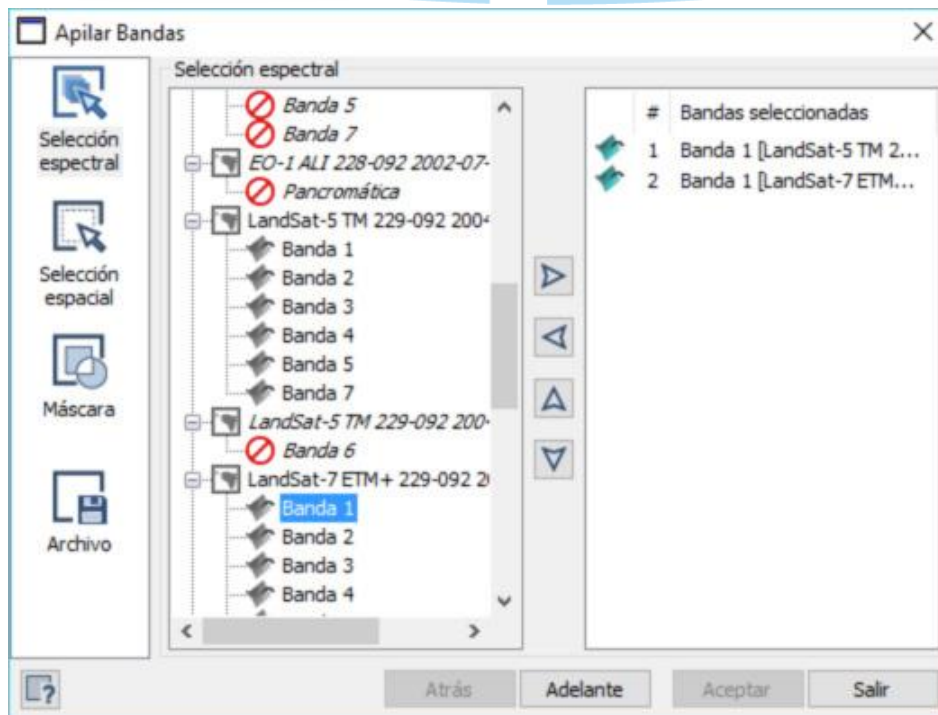 Apilar Bandas
Selección espectral
Selección espacial
Máscara
Archivo
Selección espectral
Banda 5
Banda 7
EO-1 ALI 228-092 2002-07-
Pancromática
LandSat-5 TM 229-092 200
Banda 1
Banda 2
Banda 3
Banda 4
Banda 5
Banda 7
LandSat-5 TM 229-092 200
Banda 6
LandSat-7 ETM+ 229-092 2
Banda 1
Banda 2
Banda 3
Banda 4
# Bandas seleccionadas
1 Banda 1 [LandSat-5 TM 2...
2 Banda 1 [LandSat-7 ETM...
?
Atrás
Adelante
Aceptar
Salir